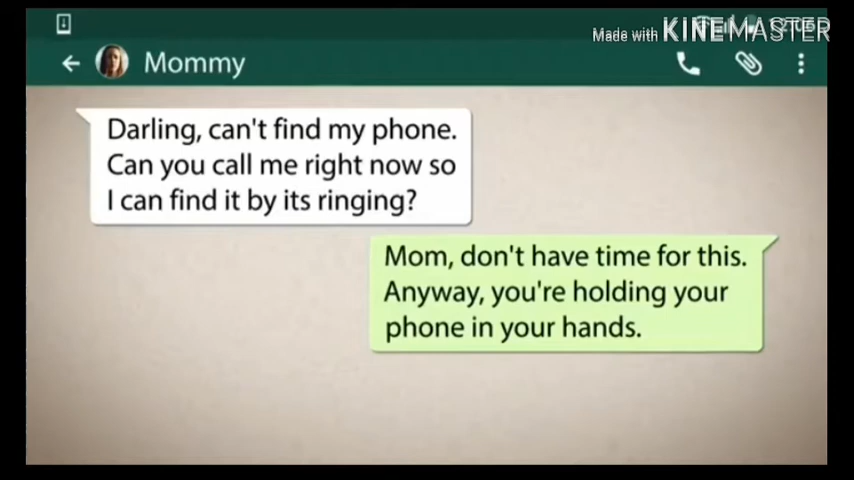 Made with KINEMASTER
Mommy
Darling, can't find my phone.
Can you call me right now so
I can find it by its ringing?
Mom, don't have time for this.
Anyway, you're holding your
phone in your hands.